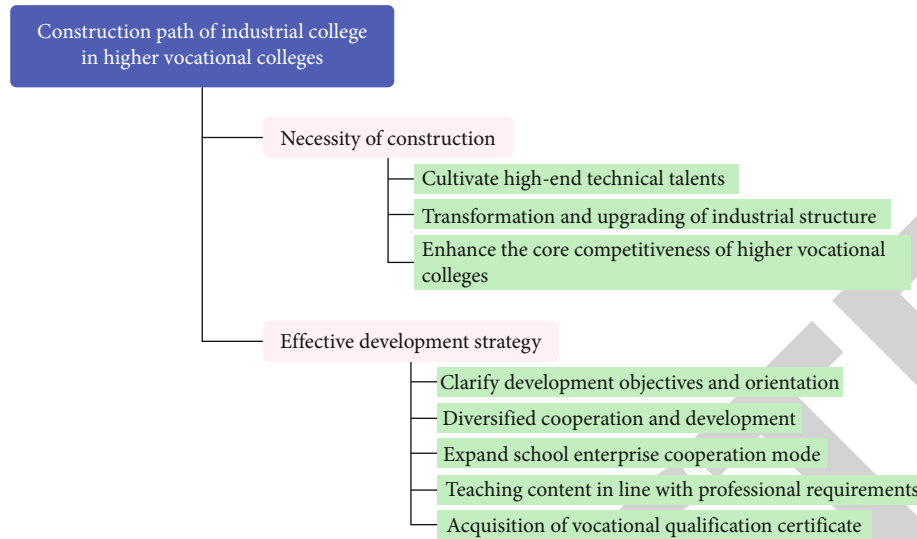 Construction path of industrial college
in higher vocational colleges
Necessity of construction
Cultivate high-end technical talents
Transformation and upgrading of industrial structure
Enhance the core competitiveness of higher vocational
colleges
Effective development strategy
Clarify development objectives and orientation
Diversified cooperation and development
Expand school enterprise cooperation mode
Teaching content in line with professional requirements
Acquisition of vocational qualification certificate